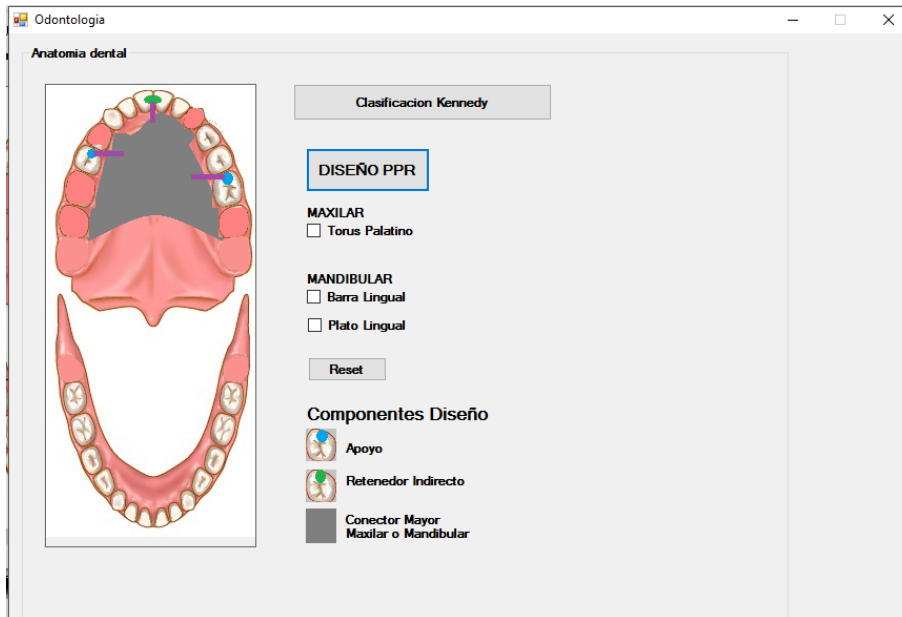 Odontologia
Anatomia dental
Clasificacion Kennedy
DISEÑO PPR
MAXILAR
Torus Palatino
MANDIBULAR
Barra Lingual
Plato Lingual
Reset
Componentes Diseño
Apoyo
Retenedor Indirecto
Conector Mayor
Maxilar o Mandibular